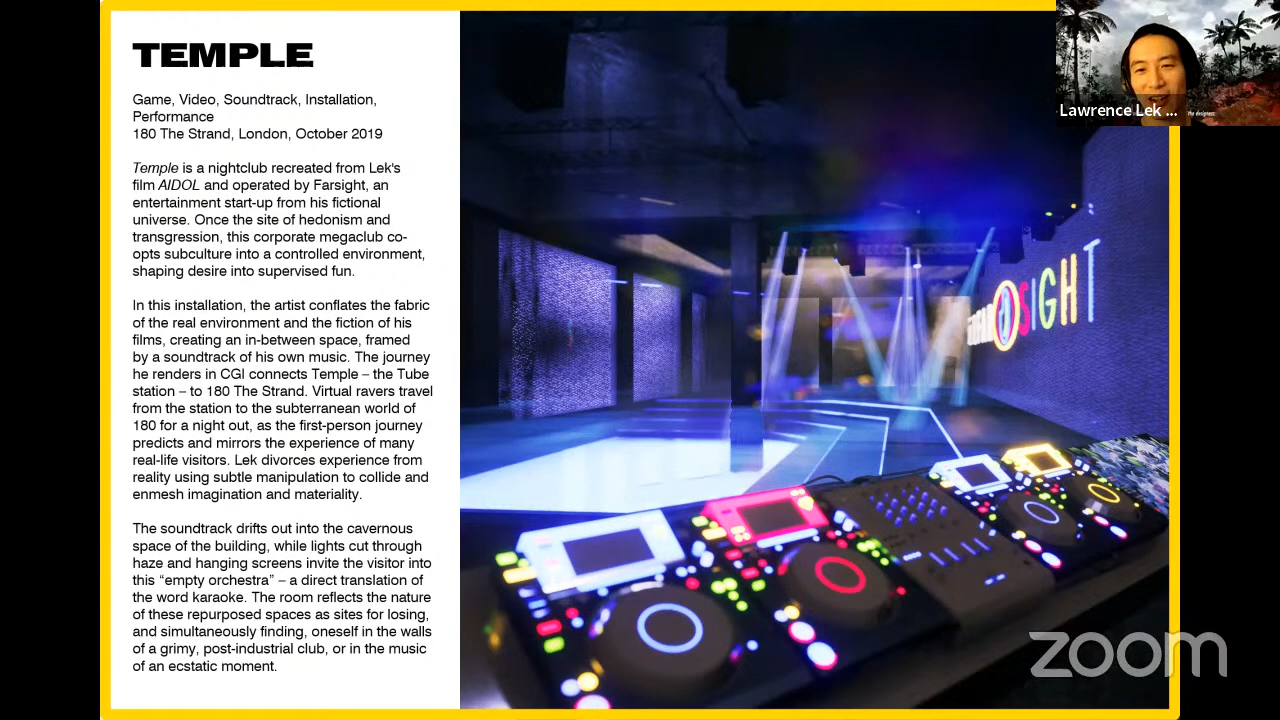 TEMPLE
Game, Video, Soundtrack, Installation,
Performance
180 The Strand, London, October 2019
Temple is a nightclub recreated from Lek's
film AIDOL and operated by Farsight, an
entertainment start-up from his fictional
universe. Once the site of hedonism and
transgression, this corporate megaclub co-
opts subculture into a controlled environment,
shaping desire into supervised fun.
In this installation, the artist conflates the fabric
of the real environment and the fiction of his
films, creating an in-between space, framed
by a soundtrack of his own music. The journey
he renders in CGI connects Temple – the Tube
station – to 180 The Strand. Virtual ravers travel
from the station to the subterranean world of
180 for a night out, as the first-person journey
predicts and mirrors the experience of many
real-life visitors. Lek divorces experience from
reality using subtle manipulation to collide and
enmesh imagination and materiality.
The soundtrack drifts out into the cavernous
space of the building, while lights cut through
haze and hanging screens invite the visitor into
this “empty orchestra” – a direct translation of
the word karaoke. The room reflects the nature
of these repurposed spaces as sites for losing,
and simultaneously finding, oneself in the walls
of a grimy, post-industrial club, or in the music
of an ecstatic moment.
Lawrence Lek ...
SIGHT
zoom